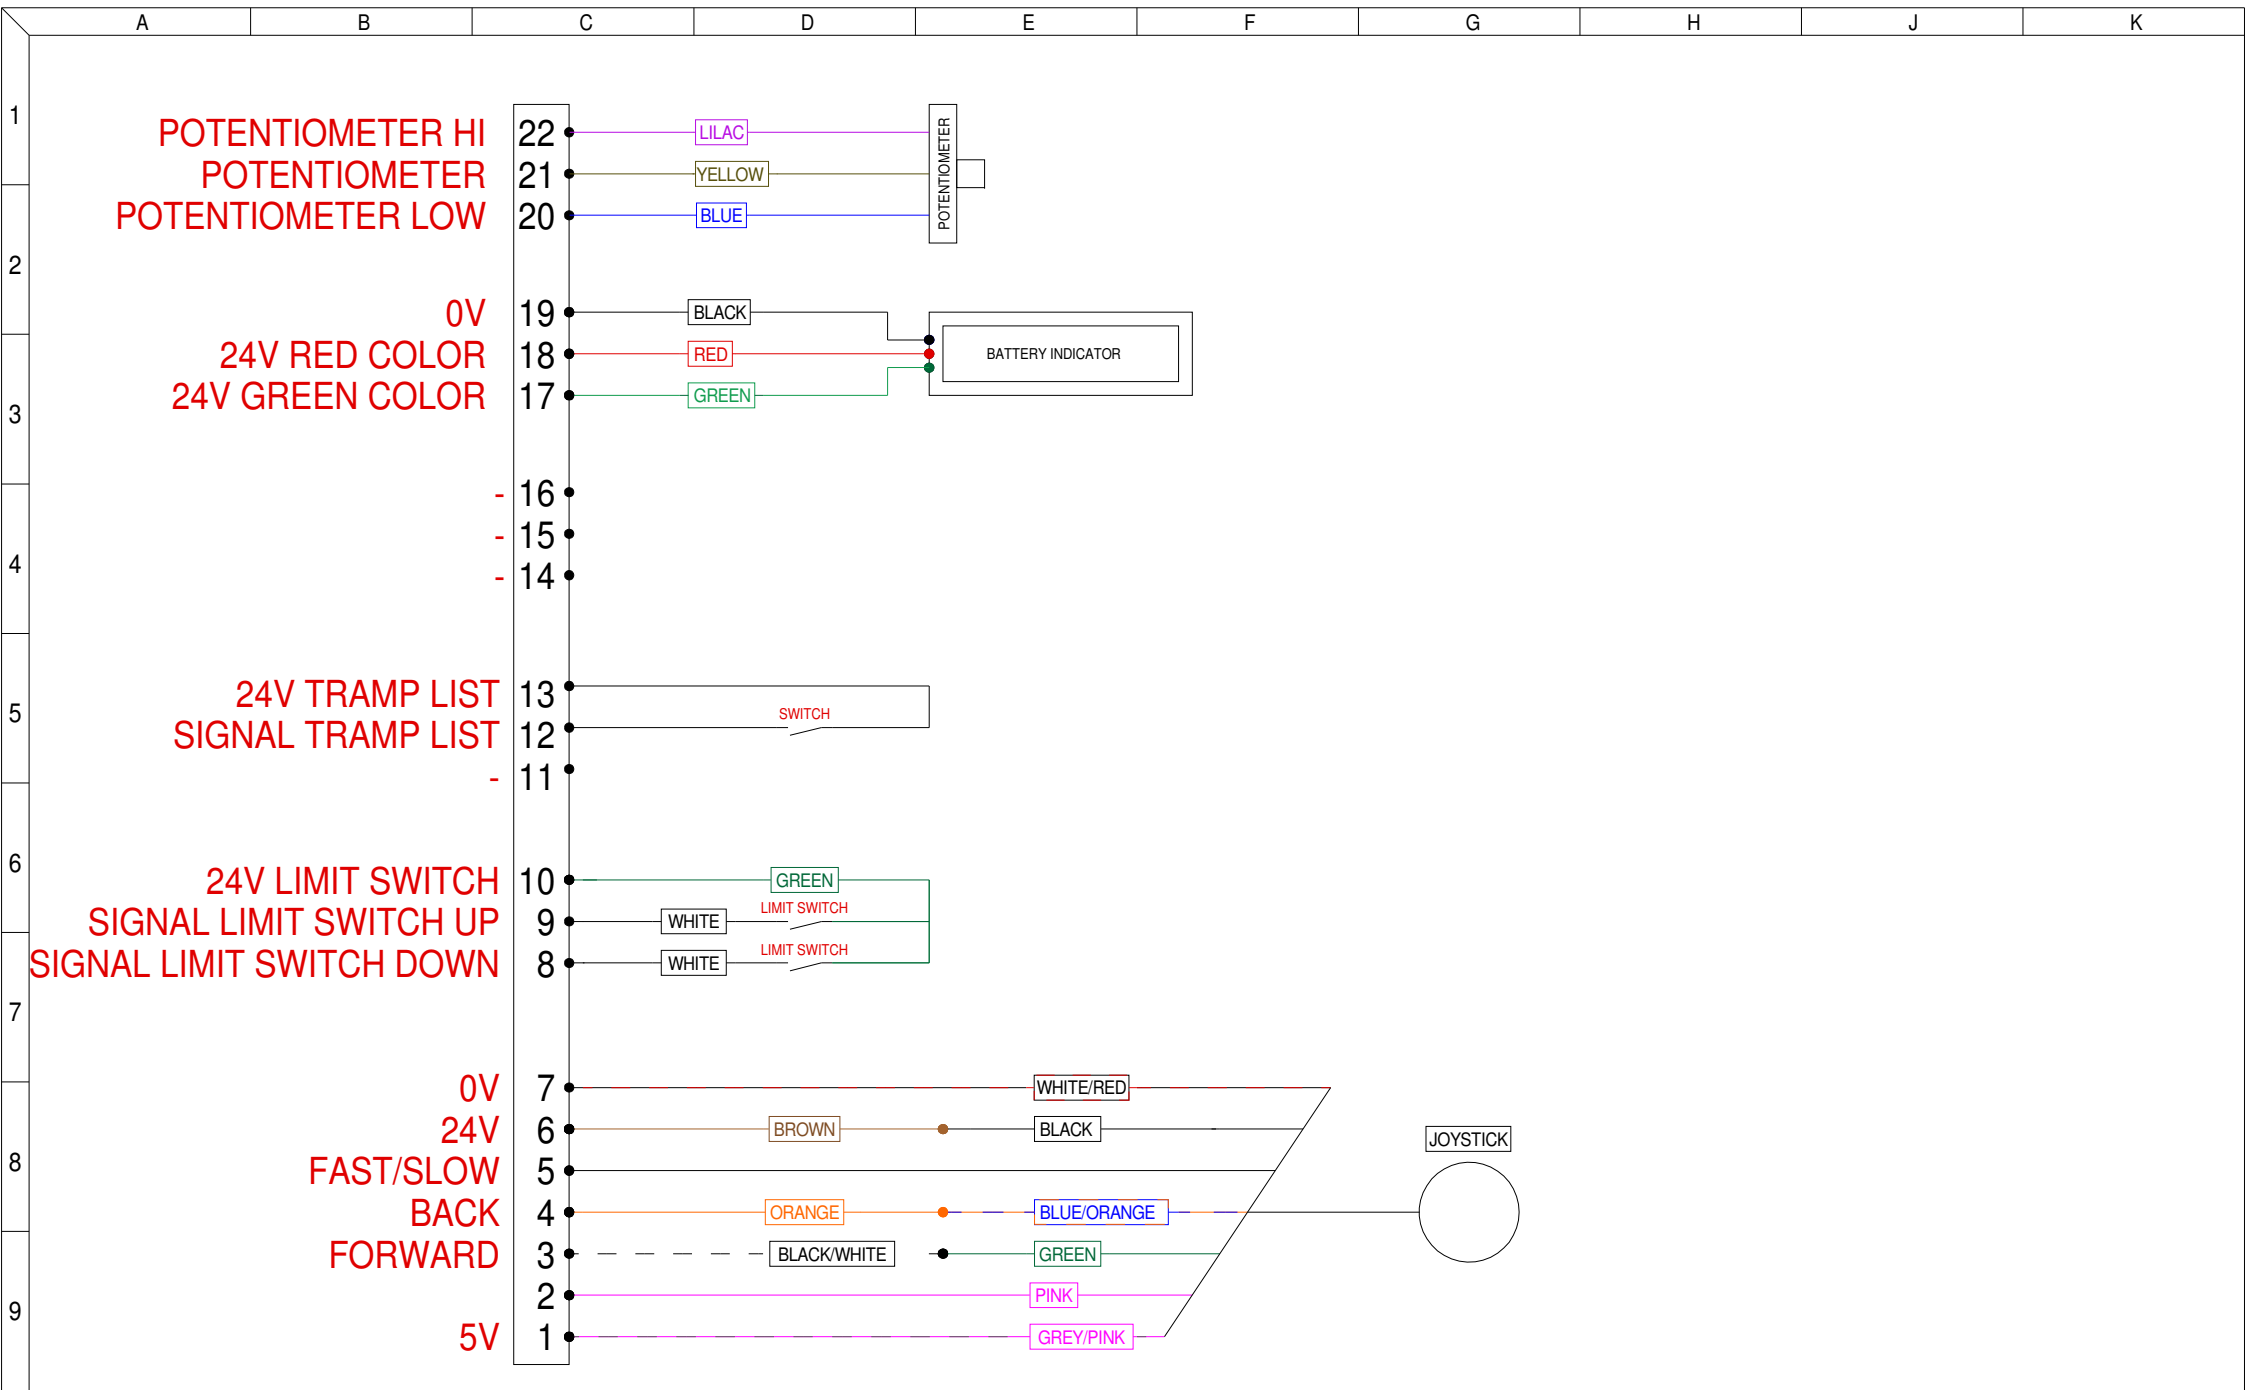 A B C D E F G H J K
1
POTENTIOMETER HI 22 LILAC
POTENTIOMETER 21 YELLOW
POTENTIOMETER
POTENTIOMETER LOW 20 BLUE
2
0V 19 BLACK
24V RED COLOR 18 RED BATTERY INDICATOR
24V GREEN COLOR 17 GREEN
3
- 16
- 15
4
- 14
24V TRAMP LIST 13
5 SWITCH
SIGNAL TRAMP LIST 12
- 11
6
24V LIMIT SWITCH 10 GREEN
LIMIT SWITCH
SIGNAL LIMIT SWITCH UP 9 WHITE
LIMIT SWITCH
SIGNAL LIMIT SWITCH DOWN 8 WHITE
7
0V 7 WHITE/RED
24V 6 BROWN BLACK
JOYSTICK
8
FAST/SLOW 5
BACK 4 ORANGE BLUE/ORANGE
FORWARD 3 BLACK/WHITE GREEN
2 PINK
9
5V 1 GREY/PINK